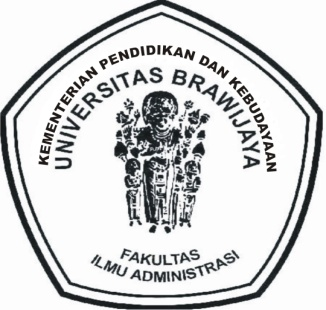 KEMENTERIAN PENDIDIKAN DAN KEBUDAYAAN
UNIVERSITAS BRAWIJAYA
FAKULTAS
ILMU ADMINISTRASI